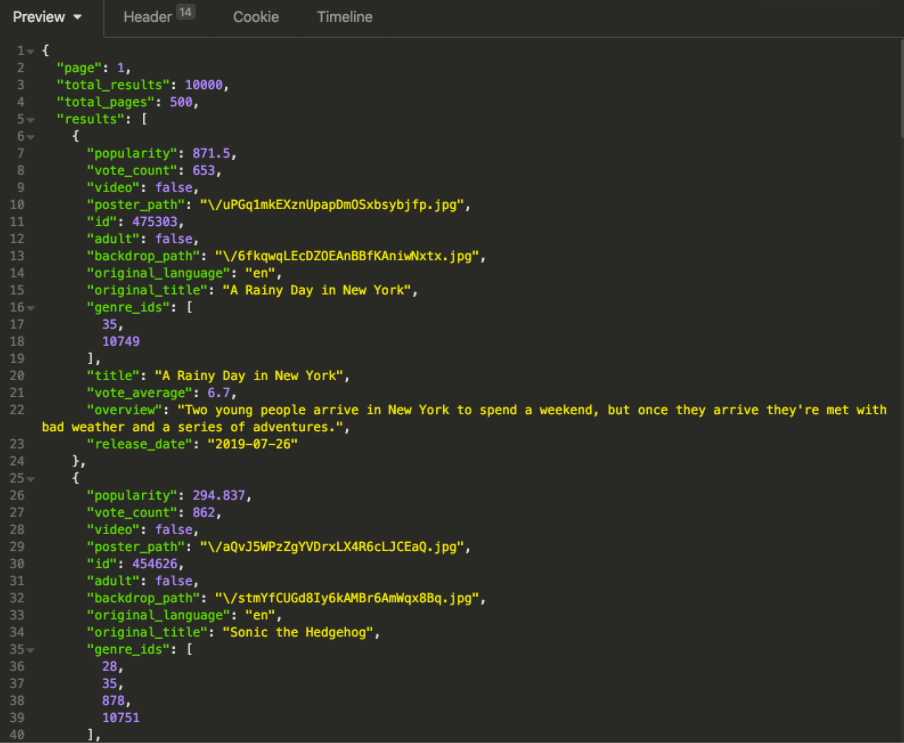 Preview Header 14 Cookie Timeline
1 {
2 "page": 1,
3 "total_results": 10000,
4 "total_pages": 500,
5 "results": [
6 {
7 "popularity": 871.5,
8 "vote_count": 653,
9 "video": false,
10 "poster_path": "\/uPGq1mkEXznUpapDmOSxbsybjfp.jpg",
11 "id": 475303,
12 "adult": false,
13 "backdrop_path": "\/6fkqwqLEcDZOEAnBBfKAniwNxtx.jpg",
14 "original_language": "en",
15 "original_title": "A Rainy Day in New York",
16 "genre_ids": [
17 35,
18 10749
19 ],
20 "title": "A Rainy Day in New York",
21 "vote_average": 6.7,
22 "overview": "Two young people arrive in New York to spend a weekend, but once they arrive they're met with
bad weather and a series of adventures.",
23 "release_date": "2019-07-26"
24 },
25 {
26 "popularity": 294.837,
27 "vote_count": 862,
28 "video": false,
29 "poster_path": "\/aQvJ5WPzZgYVDrxLX4R6cLJCEaQ.jpg",
30 "id": 454626,
31 "adult": false,
32 "backdrop_path": "\/stmYfCUGd8Iy6kAMBr6AmWqx8Bq.jpg",
33 "original_language": "en",
34 "original_title": "Sonic the Hedgehog",
35 "genre_ids": [
36 28,
37 35,
38 878,
39 10751
40 ],